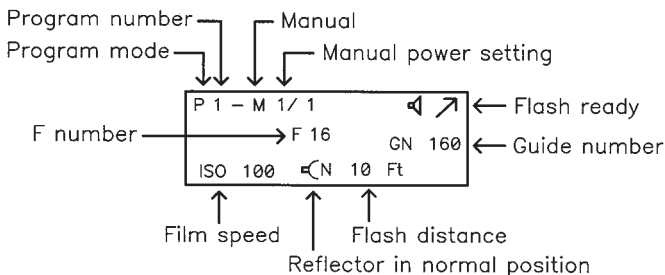 Program number
Manual
Program mode
Manual power setting
P 1 – M 1/ 1
Flash ready
F number
F 16
GN 160
Guide number
ISO 100 N 10 Ft
Film speed
Flash distance
Reflector in normal position